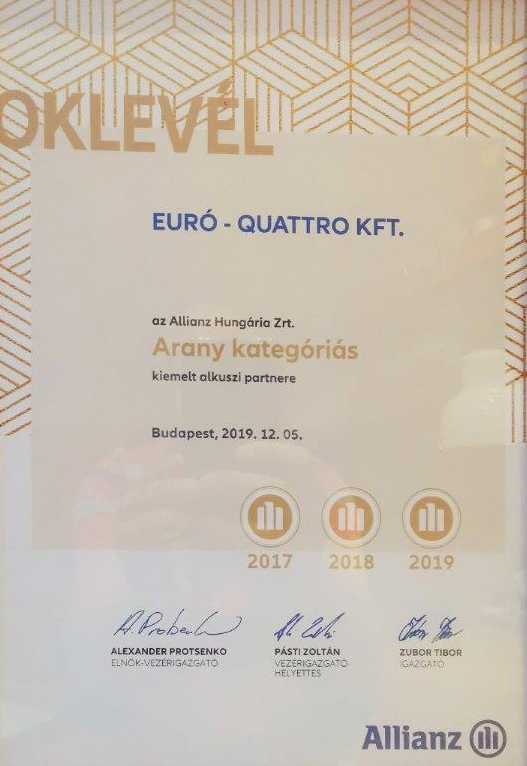 OKLEVÉL
EURÓ - QUATTRO KFT.
az Allianz Hungária Zrt.
Arany kategóriás
kiemelt alkuszi partnere
Budapest, 2019. 12. 05.
2017 2018 2019
ALEXANDER PROTSENKO
ELNÖK-VEZÉRIGAZGATÓ
PÁSTI ZOLTÁN
VEZÉRIGAZGATÓ-
HELYETTES
ZUBOR TIBOR
IGAZGATÓ
Allianz